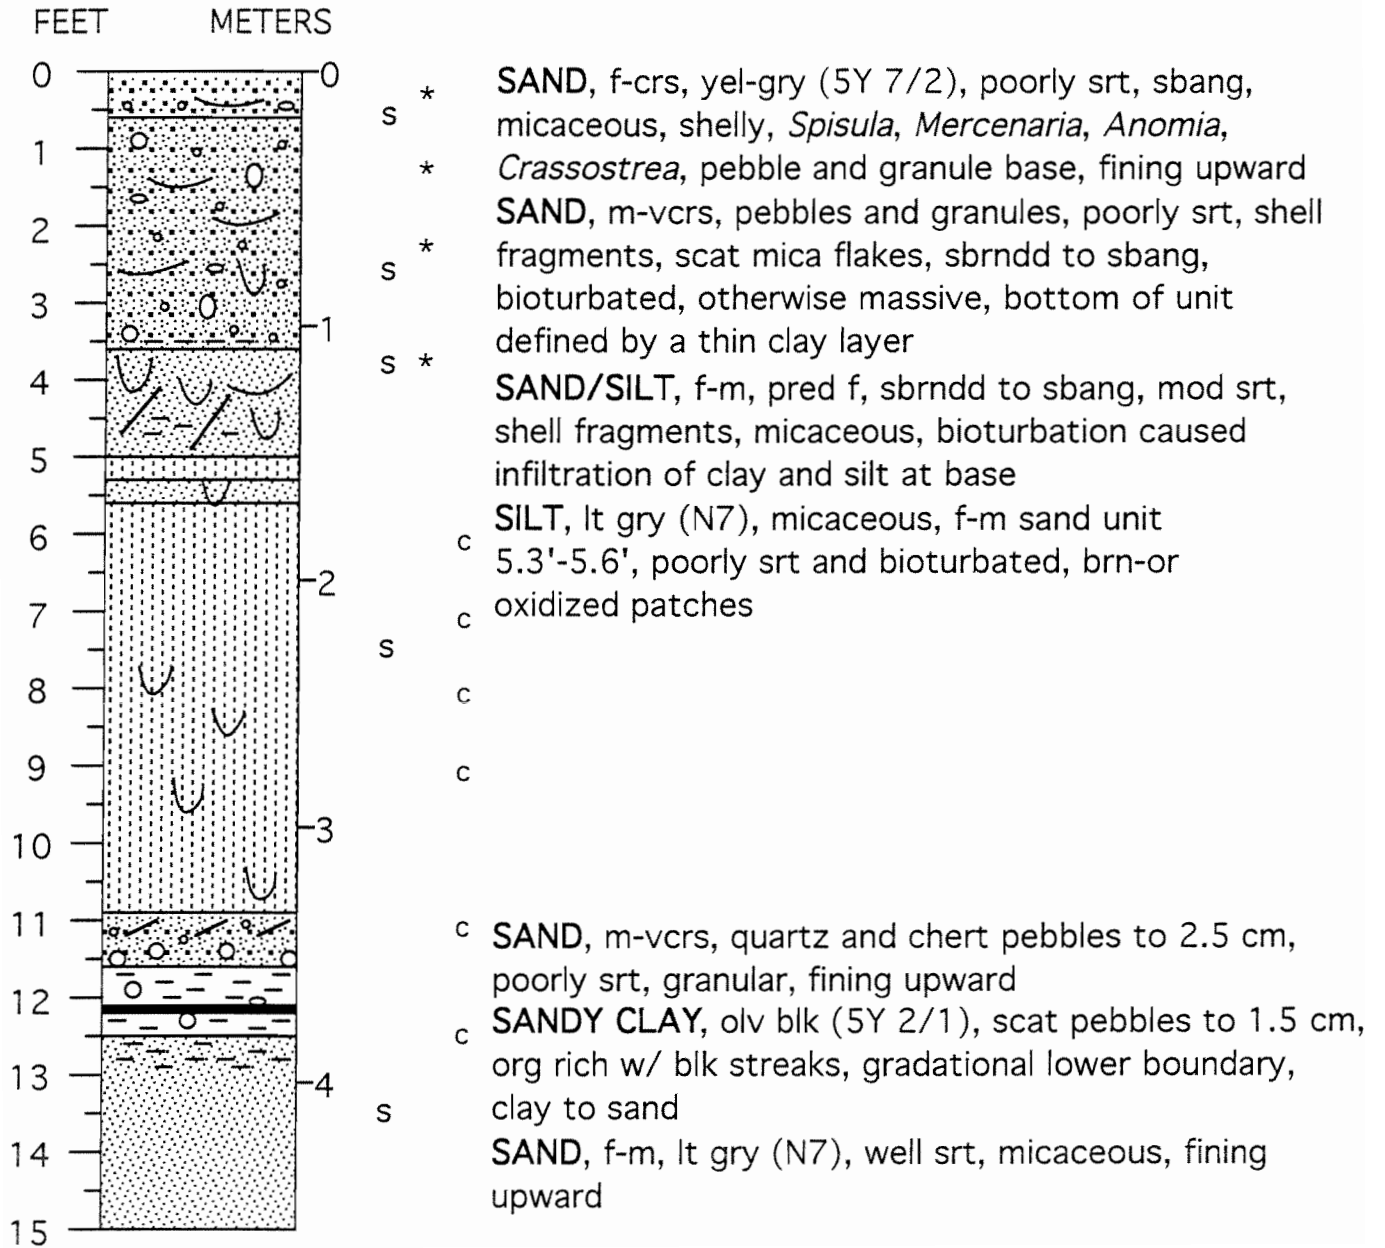 FEET METERS
0 0 SAND, f-crs, yel-gry (5Y 7/2), poorly srt, sbang,
s * micaceous, shelly, Spisula, Mercenaria, Anomia,
1 * Crassostrea, pebble and granule base, fining upward
2 SAND, m-vcrs, pebbles and granules, poorly srt, shell
s * fragments, scat mica flakes, sbrndd to sbang,
3 bioturbated, otherwise massive, bottom of unit
1 defined by a thin clay layer
s *
4 SAND/SILT, f-m, pred f, sbrndd to sbang, mod srt,
shell fragments, micaceous, bioturbation caused
5 infiltration of clay and silt at base
SILT, lt gry (N7), micaceous, f-m sand unit
6 c 5.3'-5.6', poorly srt and bioturbated, brn-or
2 oxidized patches
7 c
s
8 c
9 c
10 3
11 c SAND, m-vcrs, quartz and chert pebbles to 2.5 cm,
poorly srt, granular, fining upward
12 SANDY CLAY, olv blk (5Y 2/1), scat pebbles to 1.5 cm,
c org rich w/ blk streaks, gradational lower boundary,
13 4 s clay to sand
14 SAND, f-m, lt gry (N7), well srt, micaceous, fining
upward
15